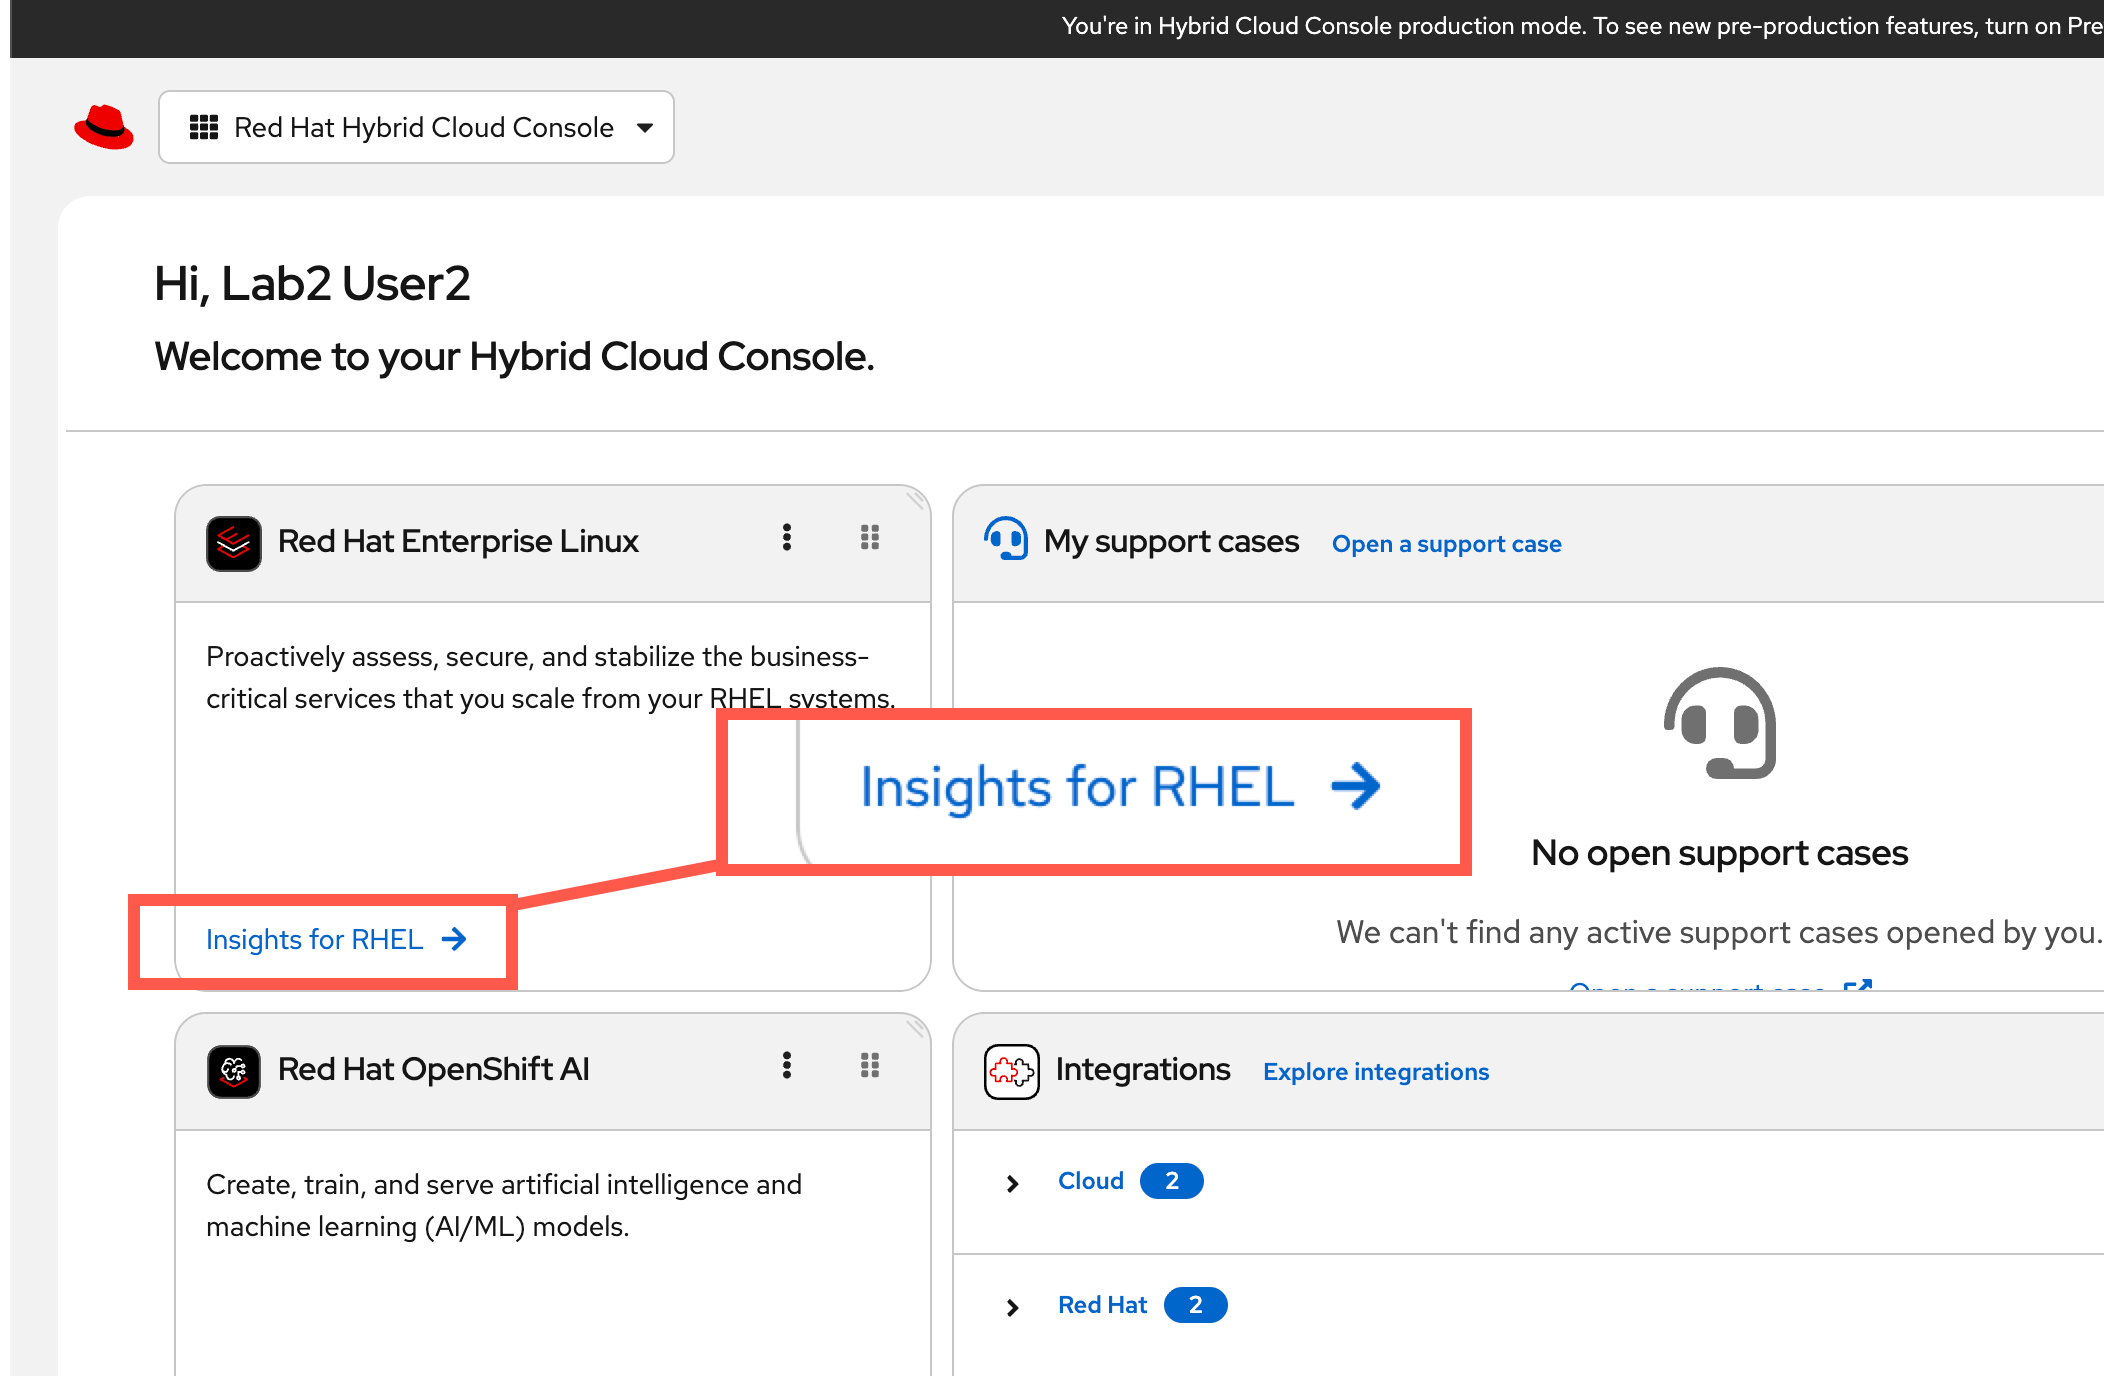 You're in Hybrid Cloud Console production mode. To see new pre-production features, turn on Pre
Red Hat Hybrid Cloud Console
Hi, Lab2 User2
Welcome to your Hybrid Cloud Console.
Red Hat Enterprise Linux
Proactively assess, secure, and stabilize the business-
critical services that you scale from your RHEL systems.
Insights for RHEL
Insights for RHEL
My support cases
Open a support case
No open support cases
We can't find any active support cases opened by you.
Open a support case
Red Hat OpenShift AI
Create, train, and serve artificial intelligence and
machine learning (AI/ML) models.
Integrations
Explore integrations
Cloud 2
Red Hat 2